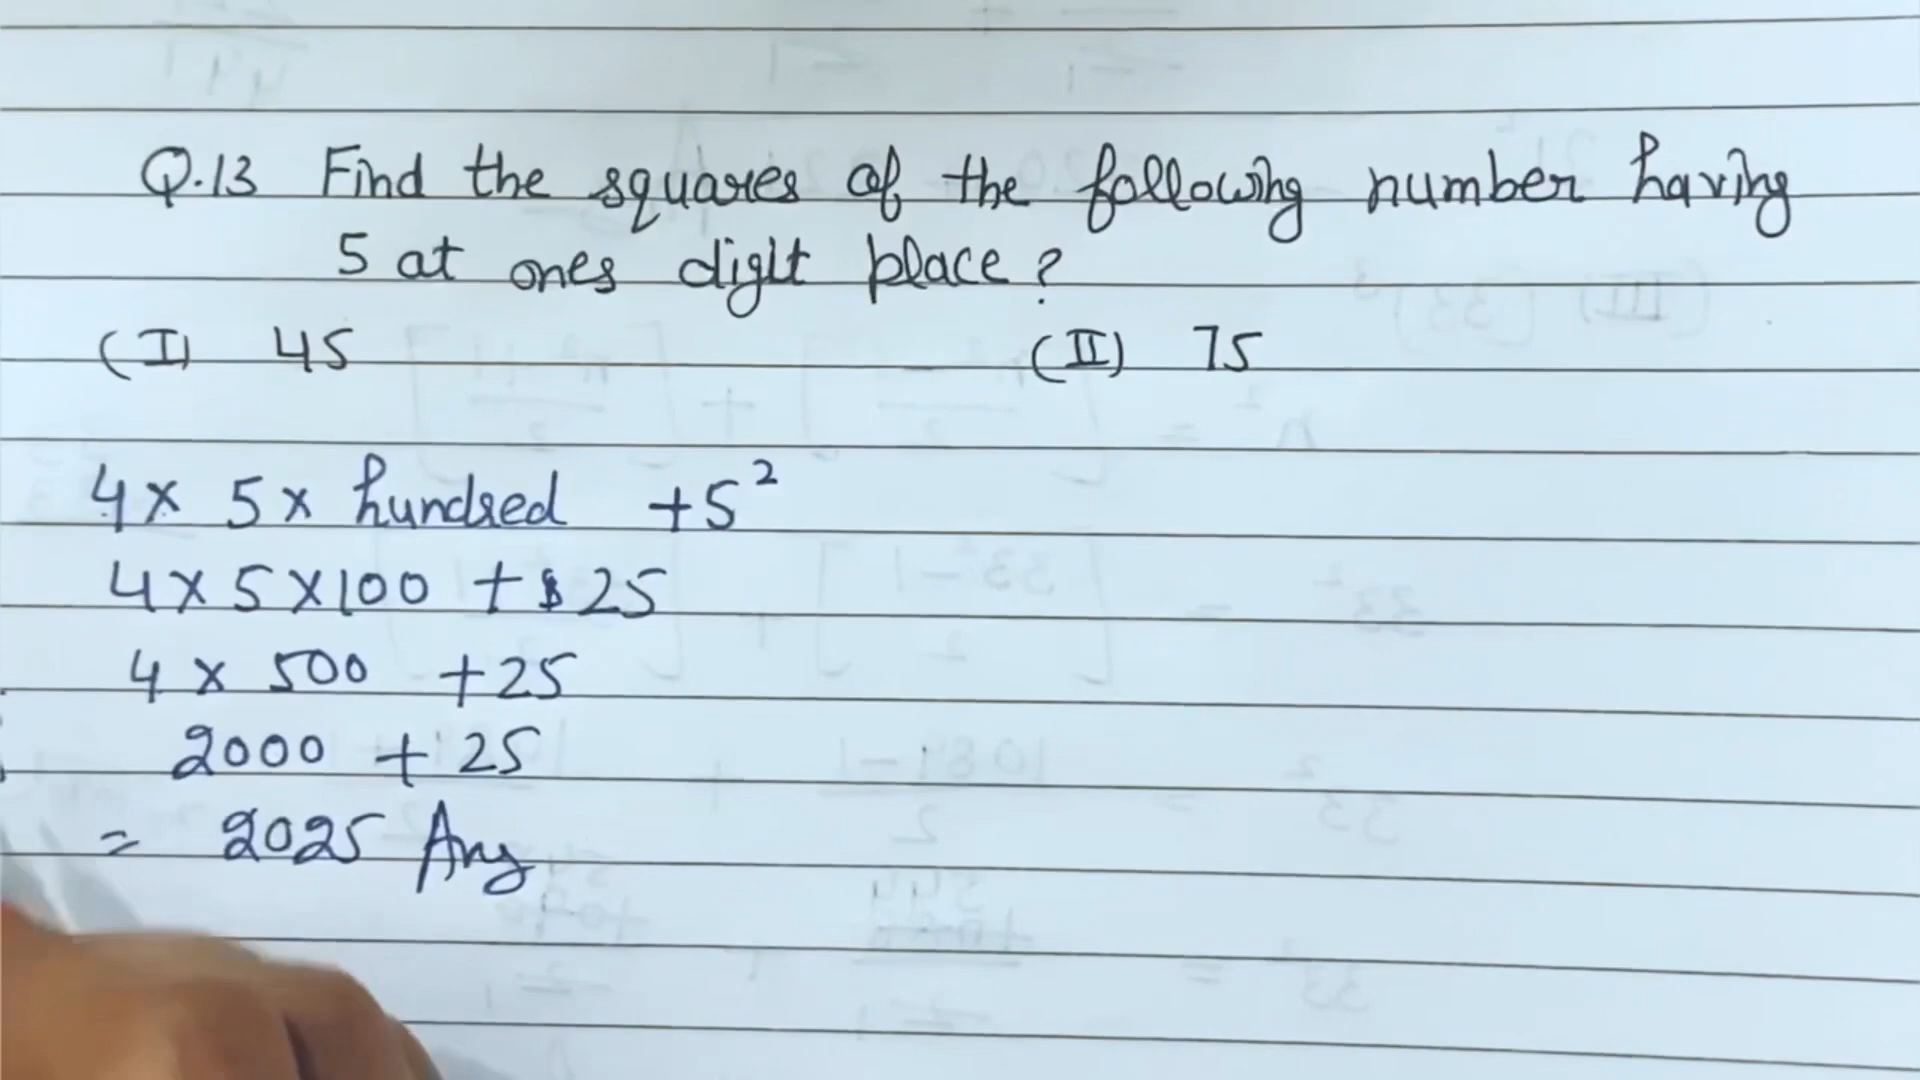 Q.13 Find the squares of the following number having
5 at ones digit place?
(I) 45 (II) 75
4 x 5 x hundred + 5²
4 x 5 x 100 + 25
4 x 500 + 25
2000 + 25
= 2025 Ans